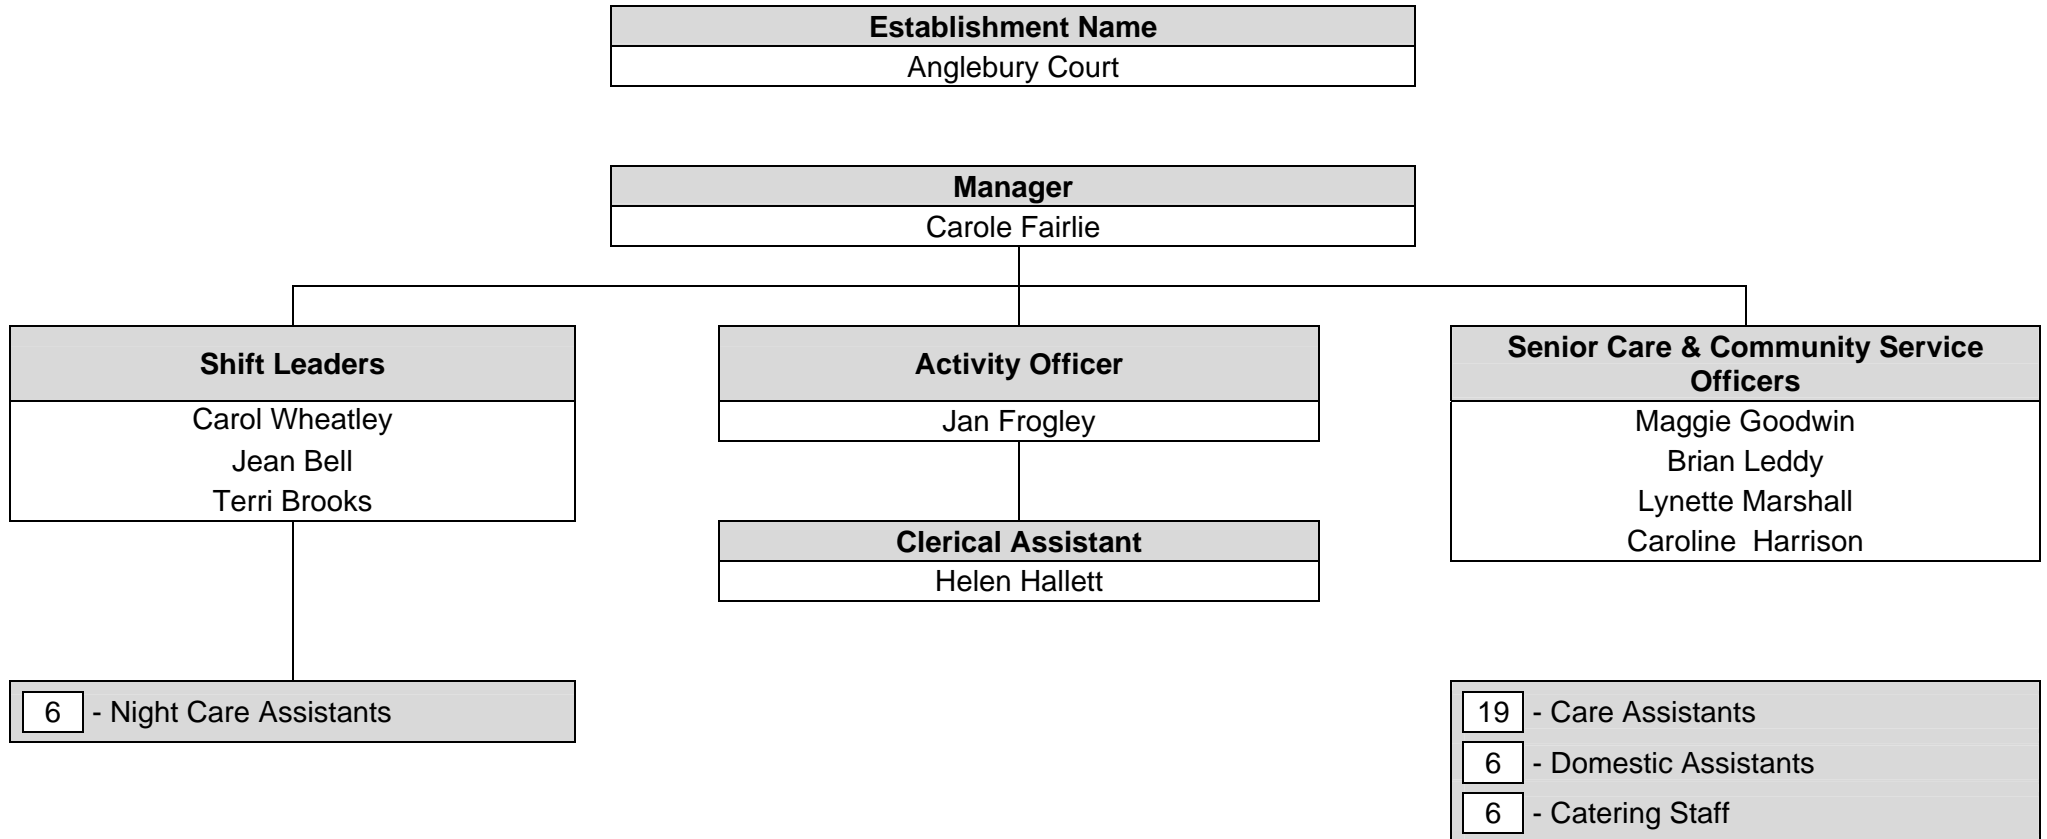 Establishment Name
Anglebury Court
Manager
Carole Fairlie
Shift Leaders
Carol Wheatley
Jean Bell
Terri Brooks
6 - Night Care Assistants
Activity Officer
Jan Frogley
Clerical Assistant
Helen Hallett
Senior Care & Community Service
Officers
Maggie Goodwin
Brian Leddy
Lynette Marshall
Caroline  Harrison
19 - Care Assistants
6 - Domestic Assistants
6 - Catering Staff